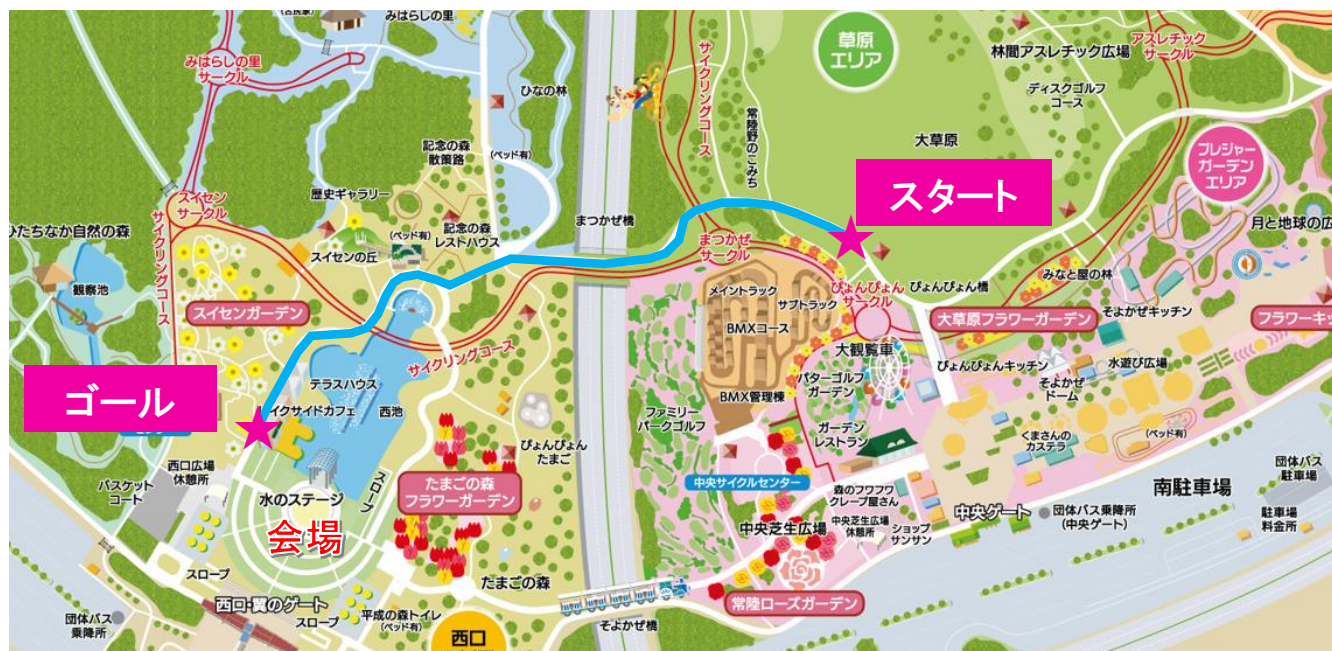 みはらしの里
みはらしの里
サークル
ひなの林
(ベッド有)
記念の森
散策路
歴史ギャラリー
(ベッド有)
記念の森
レストハウス
スイセンの丘
スイセン
サークル
サイクリングコース
ひたちなか自然の森
観察池
スイセンガーデン
サイクリングコース
テラスハウス
西池
イクサイドカフェ
ゴール
西口広場
休憩所
バスケット
コート
水のステージ
会場
スロープ
スロープ
西口・翼のゲート
スロープ
団体バス
乗降所
平成の森トイレ
(ベッド有)
西口
たまごの森
フラワーガーデン
たまごの森
ぴょんぴょん
たまご
まつかぜ橋
そよかぜ橋
サイクリングコース
常陸野のこみち
草原
エリア
大草原
林間アスレチック広場
アスレチック
サークル
ディスクゴルフ
コース
スタート
プレジャー
ガーデン
エリア
月と地球の広
まつかぜ
サークル
メイントラック
サブトラック
BMXコース
BMX管理棟
ぴょんぴょん
サークル
ぴょんぴょん橋
みなと屋の林
大草原フラワーガーデン
そよかぜキッチン
フラワーキッ
大観覧車
パターゴルフ
ガーデン
ぴょんぴょんキッチン
水遊び広場
そよかぜ
ドーム
ファミリー
パークゴルフ
ガーデン
レストラン
くまさんの
カステラ
(ベッド有)
中央サイクルセンター
森のフワフワ
クレープ屋さん
中央芝生広場
中央芝生広場
休憩所
ショップ
サンサン
中央ゲート
団体バス乗降所
(中央ゲート)
南駐車場
団体バス
駐車場
駐車場
料金所
常陸ローズガーデン